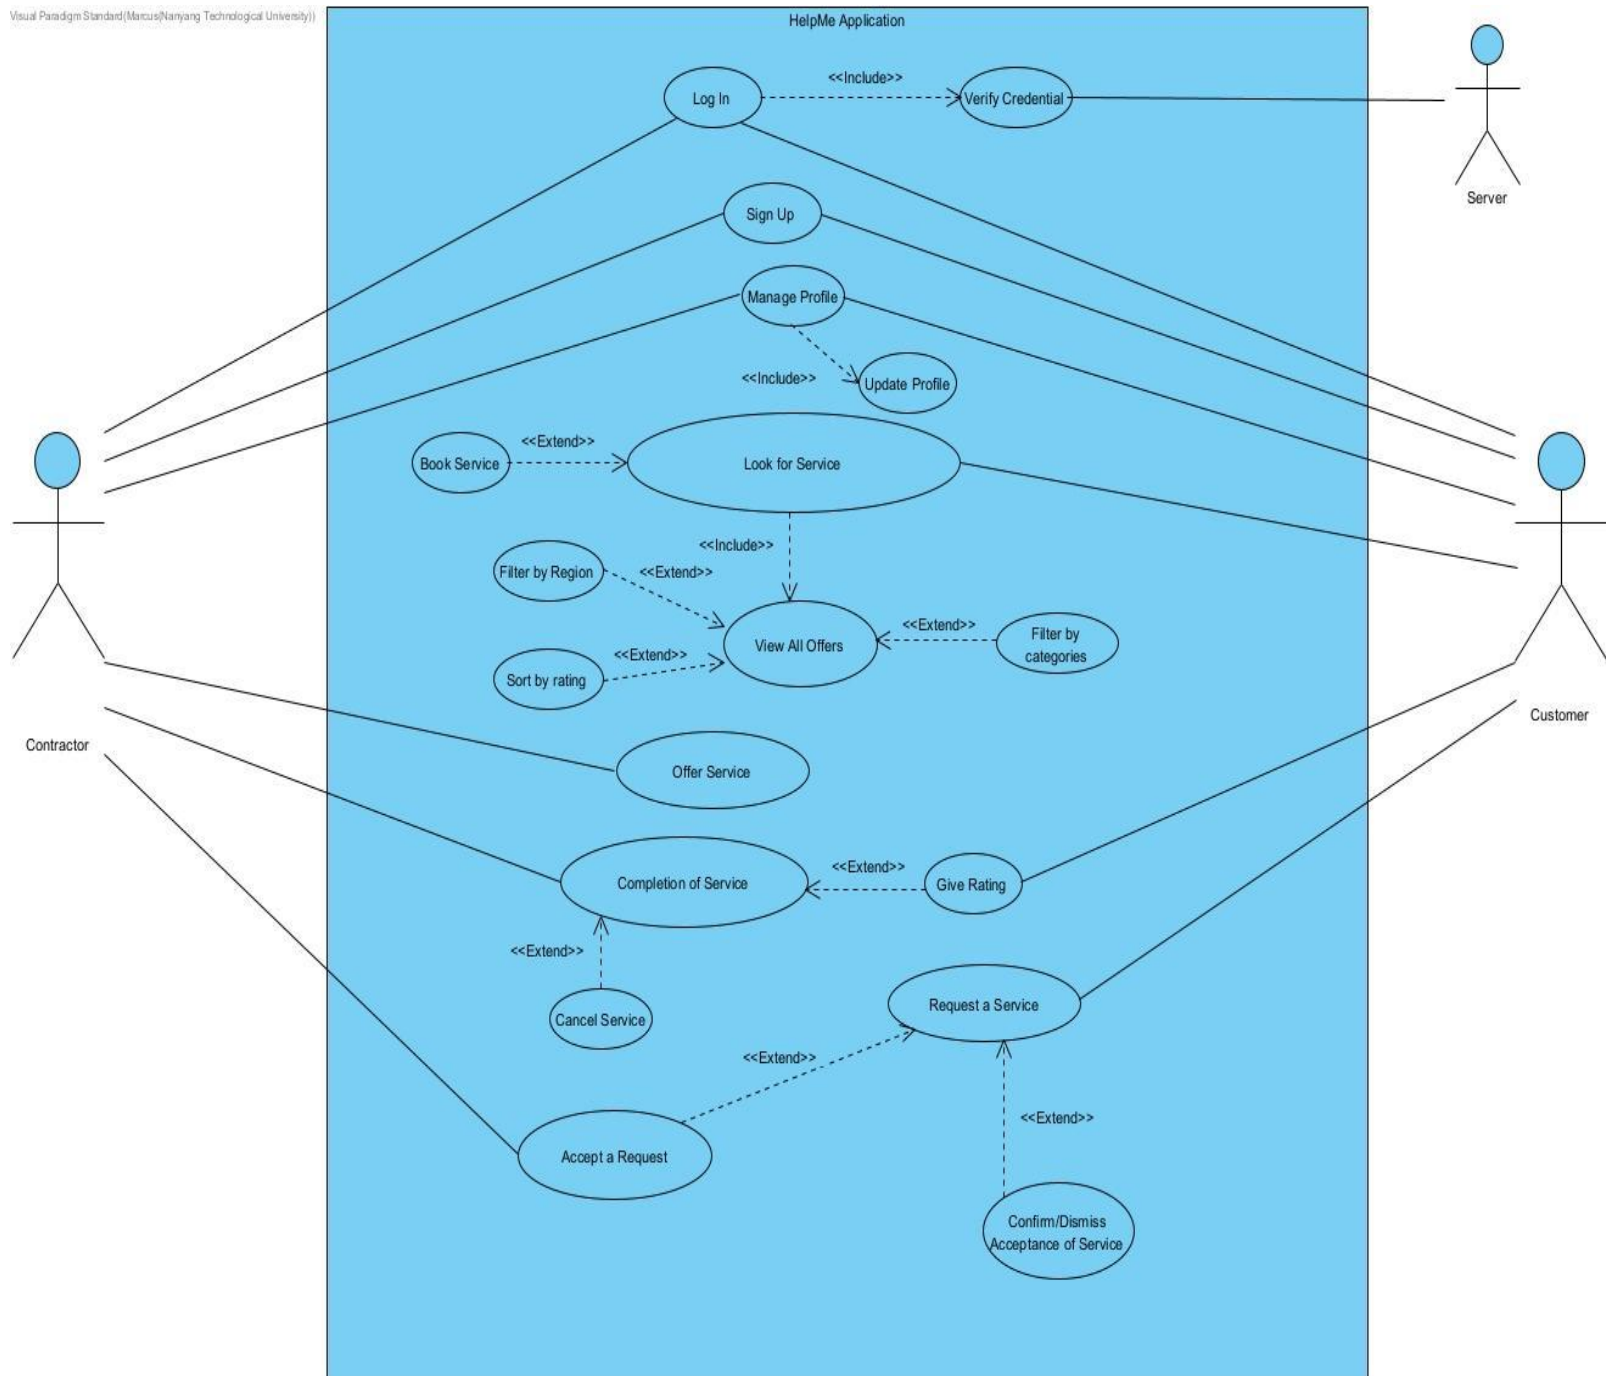 Visual Paradigm Standard(Marcus(Nanyang Technological University))
HelpMe Application
Log In
<<Include>>
Verify Credential
Server
Sign Up
Manage Profile
<<Include>>
Update Profile
Book Service
<<Extend>>
Look for Service
<<Include>>
Filter by Region
<<Extend>>
View All Offers
<<Extend>>
Filter by
categories
Sort by rating
<<Extend>>
Contractor
Customer
Offer Service
Completion of Service
<<Extend>>
Give Rating
<<Extend>>
Cancel Service
Request a Service
<<Extend>>
Accept a Request
<<Extend>>
Confirm/Dismiss
Acceptance of Service